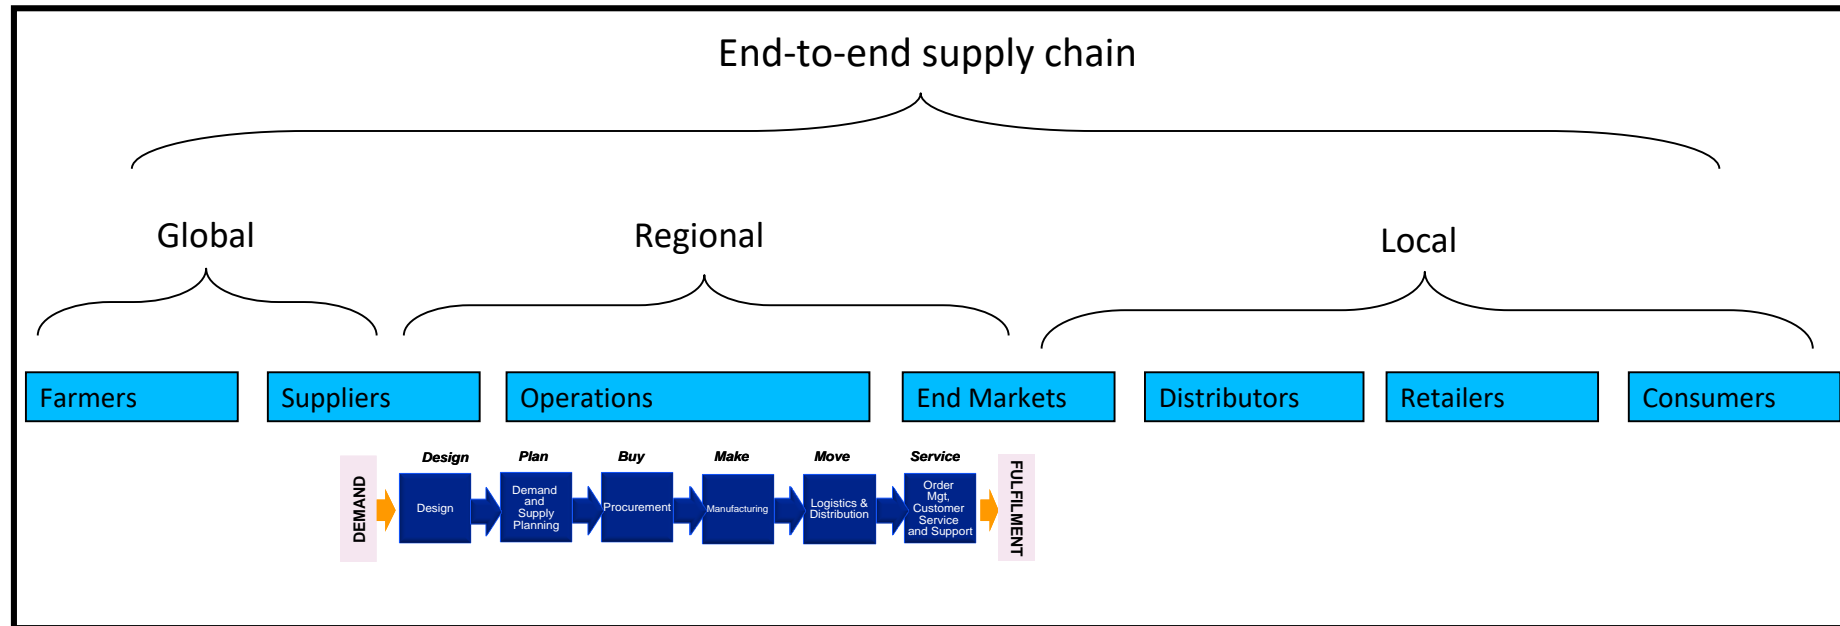 End-to-end supply chain
Global
Regional
Local
Farmers
Suppliers
Operations
End Markets
Distributors
Retailers
Consumers
Design
Plan
Buy
Make
Move
Service
DEMAND
Design
Demand
and
Supply
Planning
Procurement
Manufacturing
Logistics &
Distribution
Order
Mgt,
Customer
Service
and Support
FULFILMENT